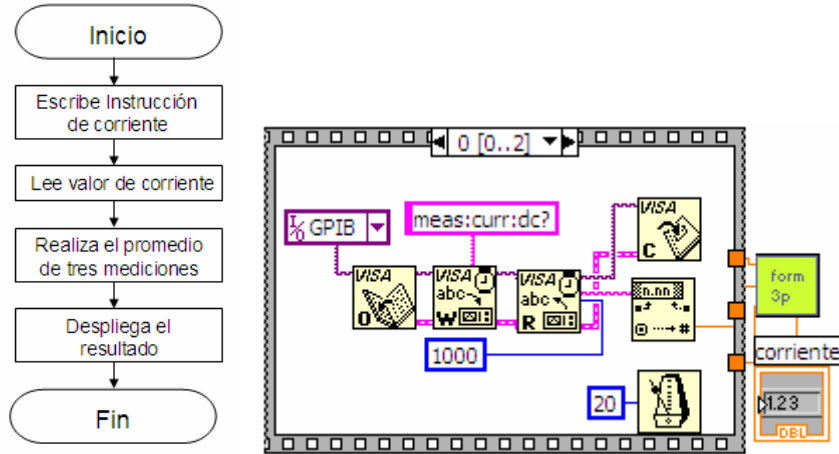 Inicio
Escribe Instrucción
de corriente
Lee valor de corriente
Realiza el promedio
de tres mediciones
Despliega el
resultado
Fin
0 [0..2]
I/O GPIB
meas:curr:dc?
VISA
C
VISA
O
VISA
abc
W
VISA
abc
R
n.nn
#
1000
20
form
3p
corriente
1.23
DBL